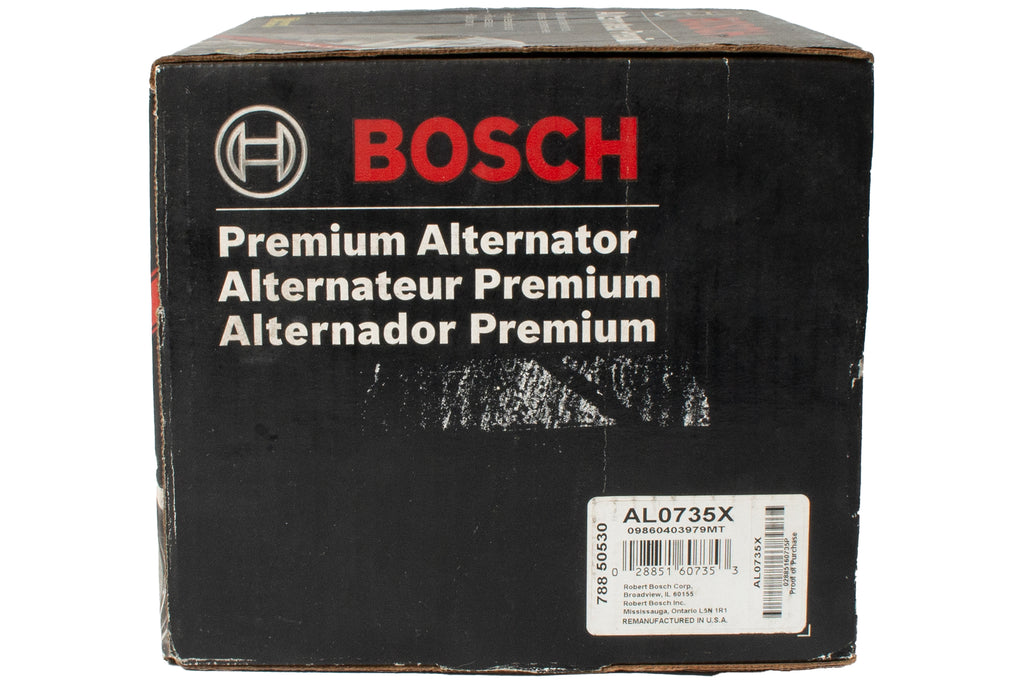 BOSCH
Premium Alternator
Alternateur Premium
Alternador Premium
788 50530
AL0735X
09860403979MT
0 28851 60735 3
Robert Bosch Corp.
Broadview, IL 60155
Robert Bosch Inc.
Mississauga, Ontario L5N 1R1
REMANUFACTURED IN U.S.A.
AL0735X
02885160735P
Proof of Purchase